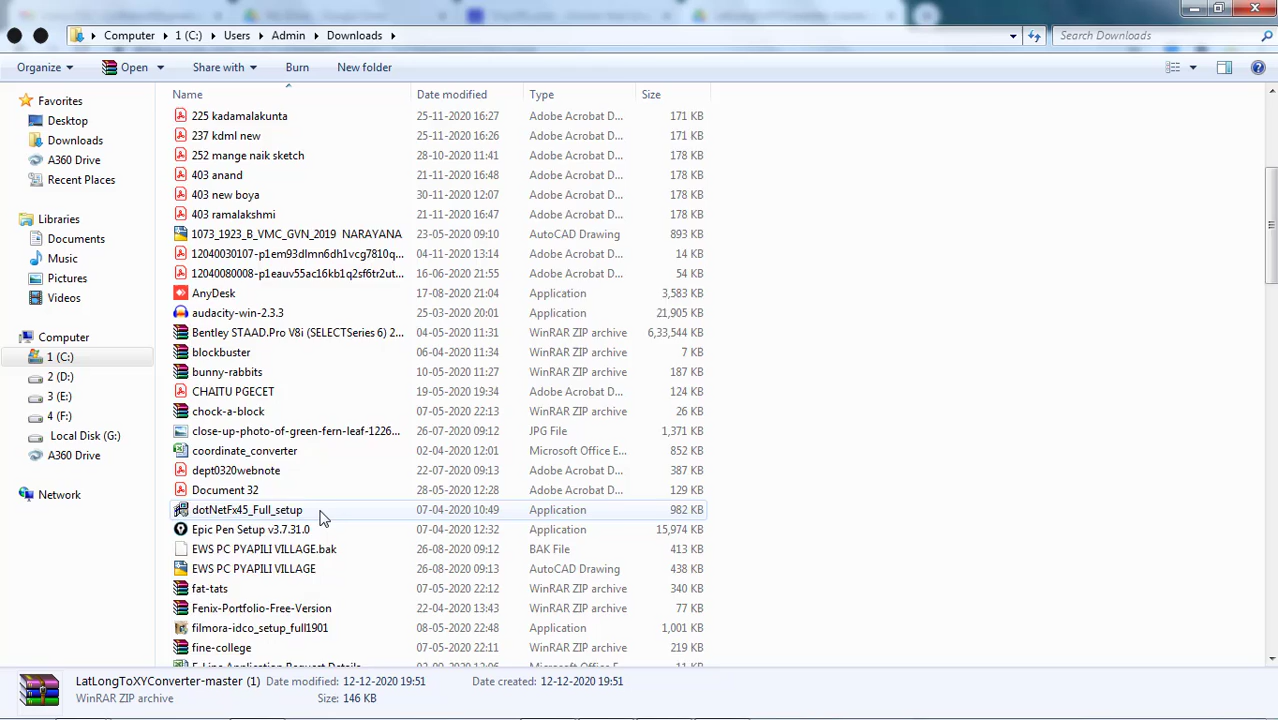 Computer 1 (C:) Users Admin Downloads Search Downloads
Organize Open Share with Burn New folder
Favorites
Desktop
Downloads
A360 Drive
Recent Places
Libraries
Documents
Music
Pictures
Videos
Computer
1 (C:)
2 (D:)
3 (E:)
4 (F:)
Local Disk (G:)
A360 Drive
Network
Name Date modified Type Size
225 kadamalakunta 25-11-2020 16:27 Adobe Acrobat D... 171 KB
237 kdml new 25-11-2020 16:26 Adobe Acrobat D... 171 KB
252 mange naik sketch 28-10-2020 11:41 Adobe Acrobat D... 178 KB
403 anand 21-11-2020 16:48 Adobe Acrobat D... 178 KB
403 new boya 30-11-2020 12:07 Adobe Acrobat D... 178 KB
403 ramalakshmi 21-11-2020 16:47 Adobe Acrobat D... 178 KB
1073_1923_B_VMC_GVN_2019 NARAYANA 23-05-2020 09:10 AutoCAD Drawing 893 KB
12040030107-p1em93dlmn6dh1vcg7810q... 04-11-2020 13:14 Adobe Acrobat D... 14 KB
12040080008-p1eauv55ac16kb1q2sf6tr2ut... 16-06-2020 21:55 Adobe Acrobat D... 54 KB
AnyDesk 17-08-2020 21:04 Application 3,583 KB
audacity-win-2.3.3 25-03-2020 20:01 Application 21,905 KB
Bentley STAAD.Pro V8i (SELECTSeries 6) 2... 04-05-2020 11:31 WinRAR ZIP archive 6,33,544 KB
blockbuster 06-04-2020 11:34 WinRAR ZIP archive 7 KB
bunny-rabbits 10-05-2020 11:27 WinRAR ZIP archive 187 KB
CHAITU PGECET 19-05-2020 19:34 Adobe Acrobat D... 124 KB
chock-a-block 07-05-2020 22:13 WinRAR ZIP archive 26 KB
close-up-photo-of-green-fern-leaf-1226... 26-07-2020 09:12 JPG File 1,371 KB
coordinate_converter 02-04-2020 12:01 Microsoft Office E... 852 KB
dept0320webnote 22-07-2020 09:13 Adobe Acrobat D... 387 KB
Document 32 28-05-2020 12:28 Adobe Acrobat D... 129 KB
dotNetFx45_Full_setup 07-04-2020 10:49 Application 982 KB
Epic Pen Setup v3.7.31.0 07-04-2020 12:32 Application 15,974 KB
EWS PC PYAPILI VILLAGE.bak 26-08-2020 09:12 BAK File 413 KB
EWS PC PYAPILI VILLAGE 26-08-2020 09:13 AutoCAD Drawing 438 KB
fat-tats 07-05-2020 22:12 WinRAR ZIP archive 340 KB
Fenix-Portfolio-Free-Version 22-04-2020 13:43 WinRAR ZIP archive 77 KB
filmora-idco_setup_full1901 08-05-2020 22:48 Application 1,001 KB
fine-college 07-05-2020 22:11 WinRAR ZIP archive 219 KB
LatLongToXYConverter-master (1) Date modified: 12-12-2020 19:51 Date created: 12-12-2020 19:51
WinRAR ZIP archive Size: 146 KB